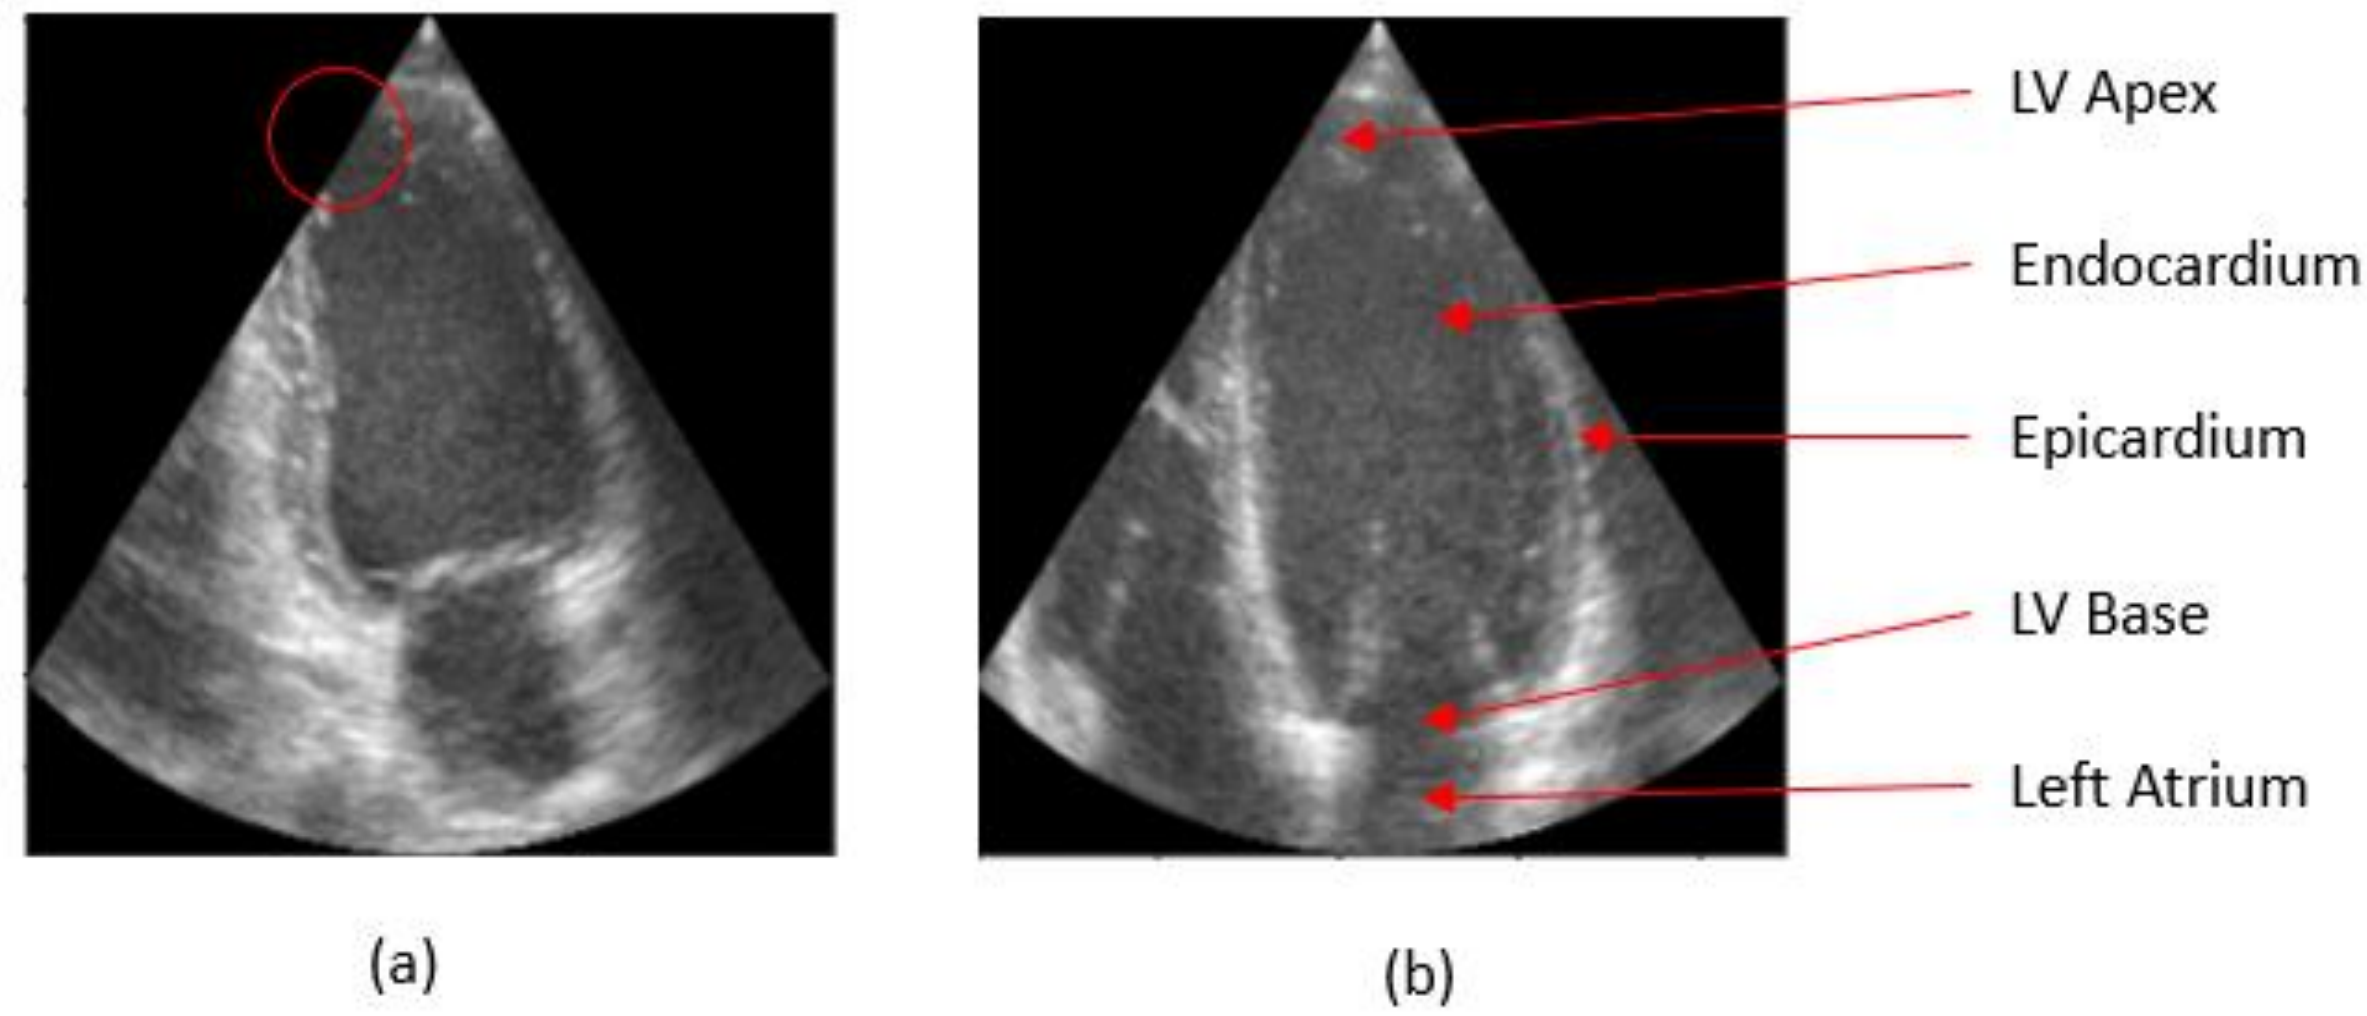 LV Apex
Endocardium
Epicardium
LV Base
Left Atrium
(a)
(b)